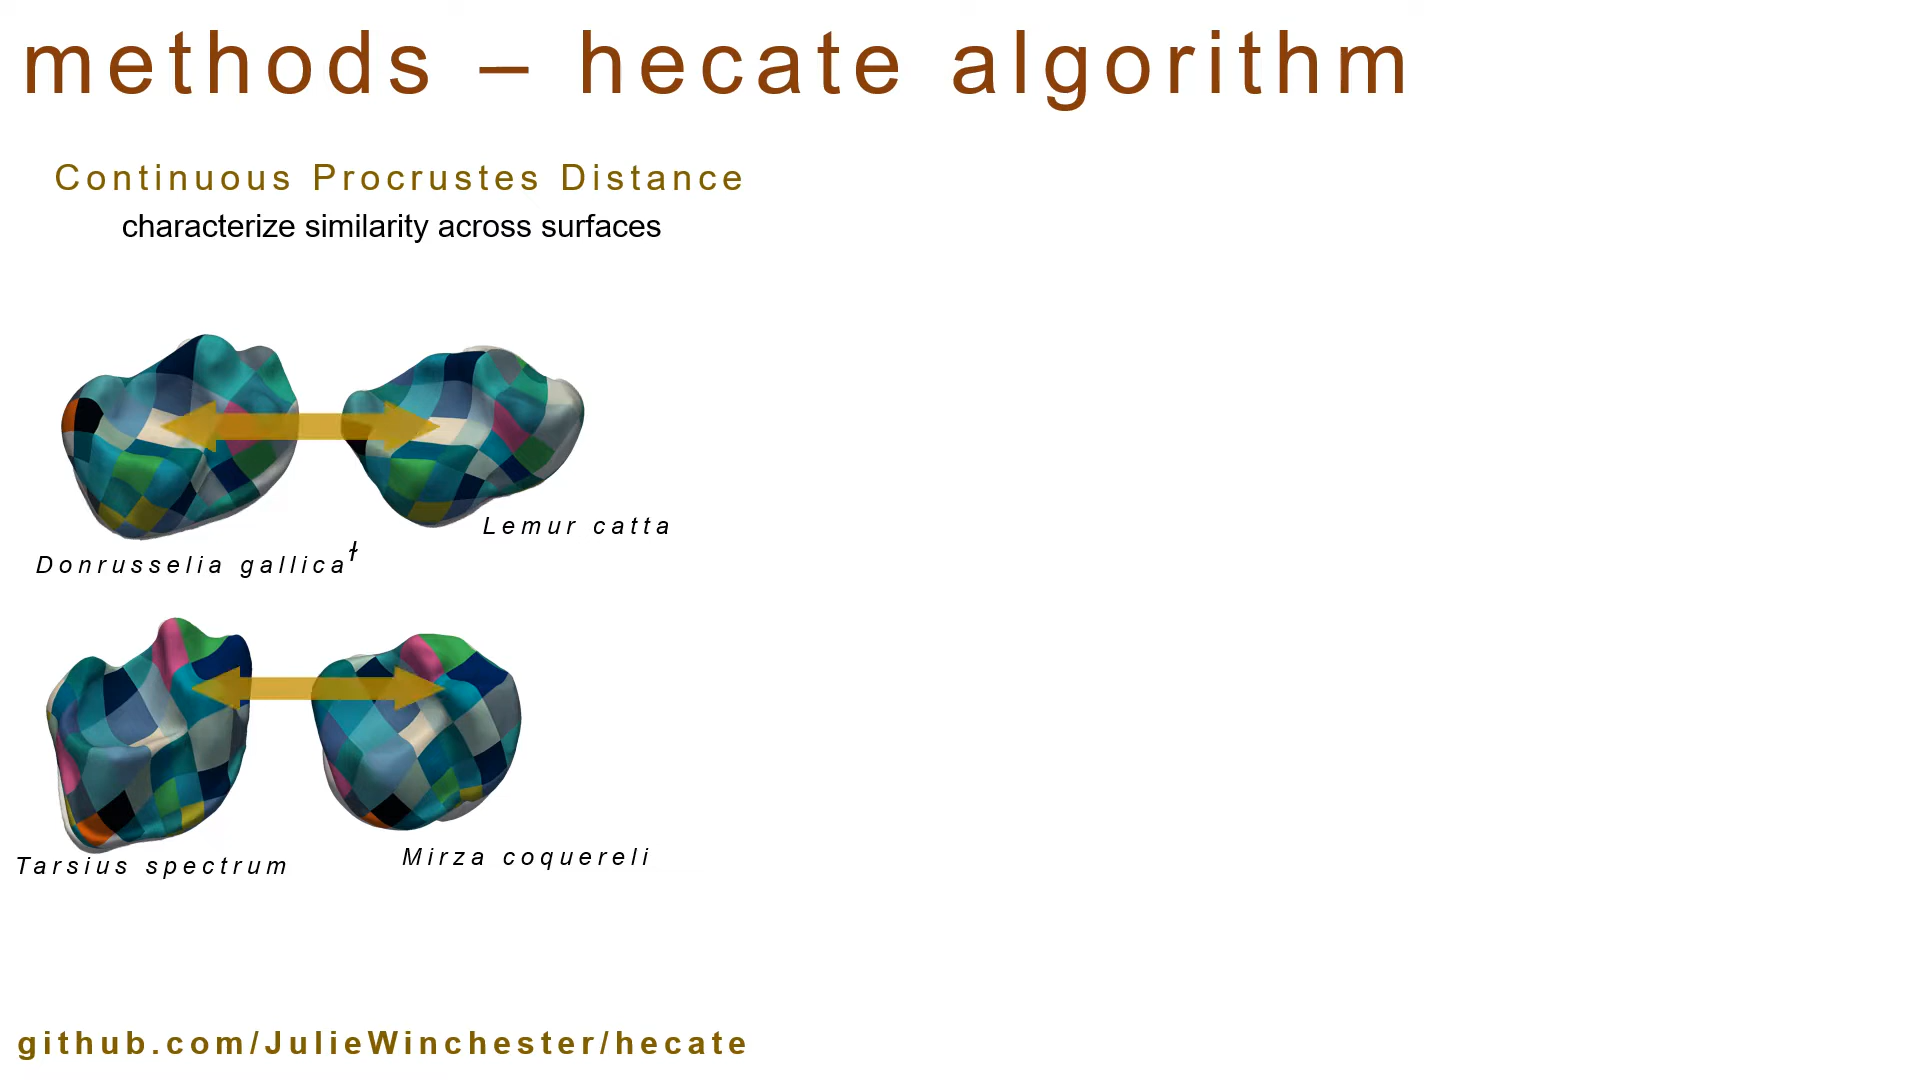 methods – hecate algorithm
Continuous Procrustes Distance
characterize similarity across surfaces
Lemur catta
Donrusselia gallicaƚ
Mirza coquereli
Tarsius spectrum
github.com/JulieWinchester/hecate